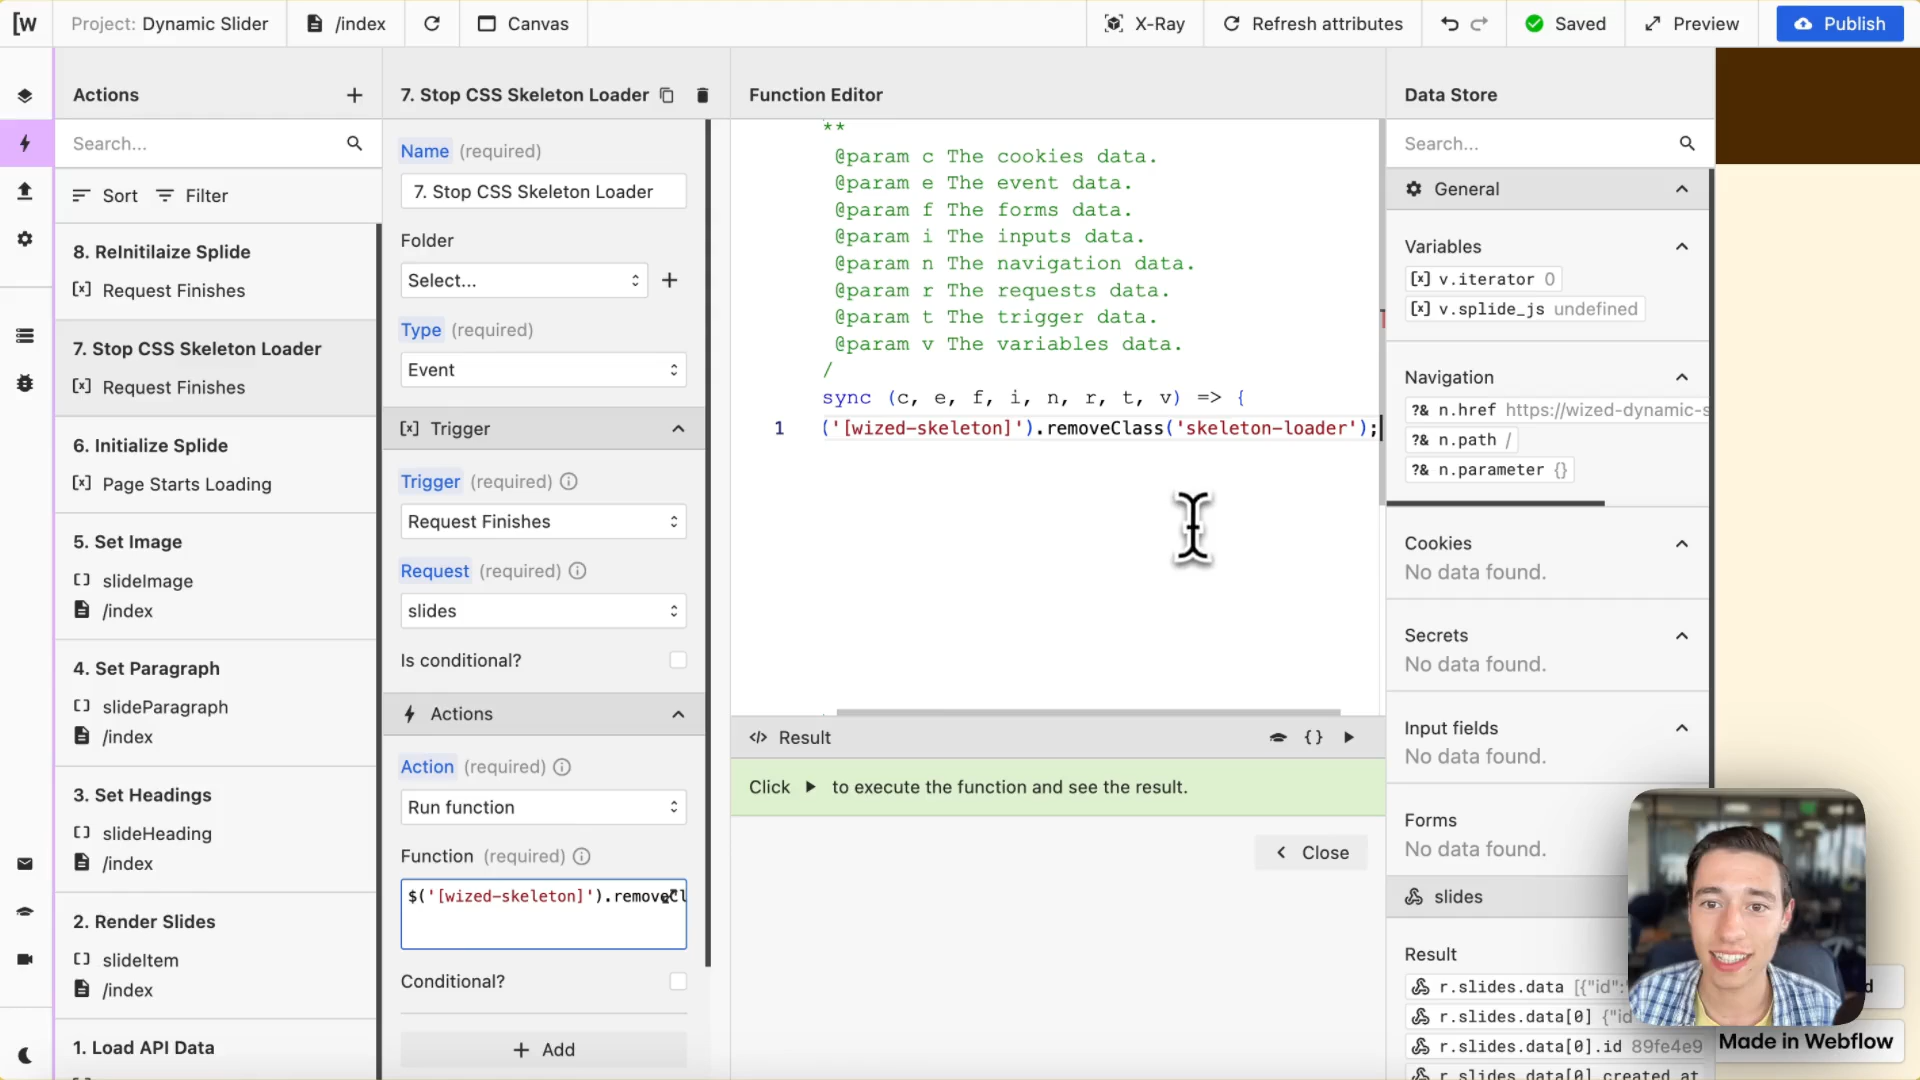 [w Project: Dynamic Slider /index Canvas X-Ray Refresh attributes Saved Preview Publish
Actions
Search...
Sort Filter
8. ReInitilaize Splide
Request Finishes
7. Stop CSS Skeleton Loader
Request Finishes
6. Initialize Splide
Page Starts Loading
5. Set Image
slideImage
/index
4. Set Paragraph
slideParagraph
/index
3. Set Headings
slideHeading
/index
2. Render Slides
slideItem
/index
1. Load API Data
7. Stop CSS Skeleton Loader
Name (required)
7. Stop CSS Skeleton Loader
Folder
Select...
Type (required)
Event
Trigger
Trigger (required)
Request Finishes
Request (required)
slides
Is conditional?
Actions
Action (required)
Run function
Function (required)
$('[wized-skeleton]').removeCl
Conditional?
+ Add
Function Editor
**
@param c The cookies data.
@param e The event data.
@param f The forms data.
@param i The inputs data.
@param n The navigation data.
@param r The requests data.
@param t The trigger data.
@param v The variables data.
/
sync (c, e, f, i, n, r, t, v) => {
1 ('[wized-skeleton]').removeClass('skeleton-loader');
</> Result {}
Click ▶ to execute the function and see the result.
Close
Data Store
Search...
General
Variables
[x] v.iterator 0
[x] v.splide_js undefined
Navigation
?& n.href https://wized-dynamic-s
?& n.path /
?& n.parameter {}
Cookies
No data found.
Secrets
No data found.
Input fields
No data found.
Forms
No data found.
slides
Result
r.slides.data [{"id":
r.slides.data[0] {"id
r.slides.data[0].id 89fe4e9
r.slides.data[0].created_at
Made in Webflow